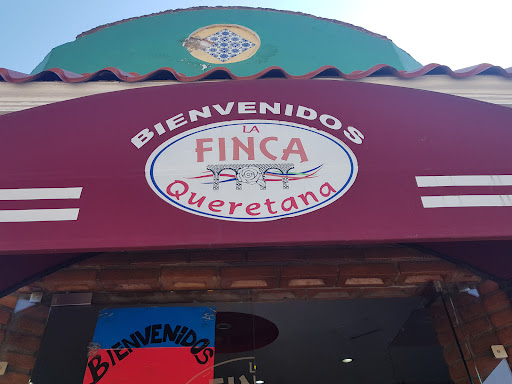 BIENVENIDOS
LA
FINCA
Queretana
BIENVENIDOS